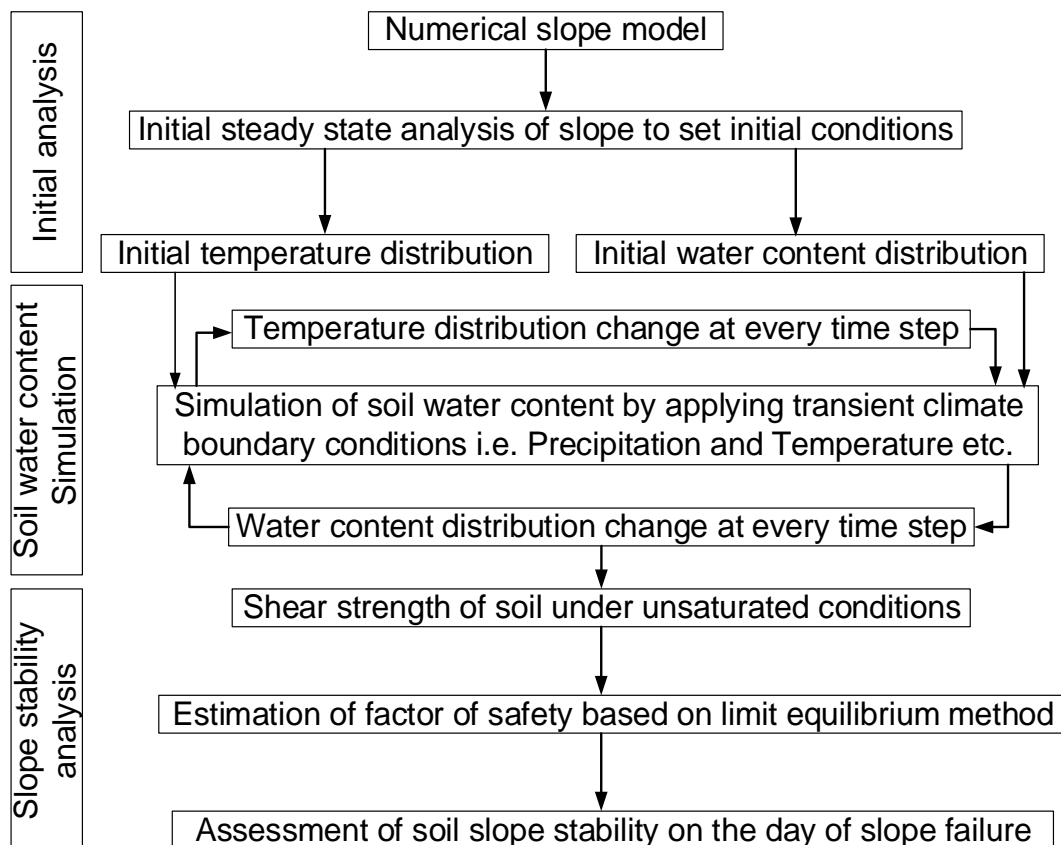 Initial analysis
Numerical slope model
Initial steady state analysis of slope to set initial conditions
Initial temperature distribution
Initial water content distribution
Soil water content
Simulation
Temperature distribution change at every time step
Simulation of soil water content by applying transient climate
boundary conditions i.e. Precipitation and Temperature etc.
Water content distribution change at every time step
Slope stability
analysis
Shear strength of soil under unsaturated conditions
Estimation of factor of safety based on limit equilibrium method
Assessment of soil slope stability on the day of slope failure